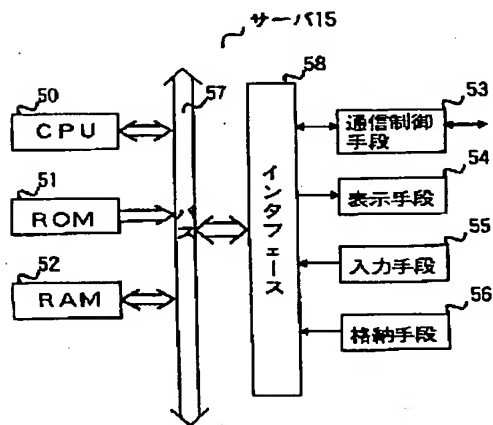 サーバ15
50
CPU
51
ROM
52
RAM
57
バス
58
インタフェース
53
通信制御
手段
54
表示手段
55
入力手段
56
格納手段